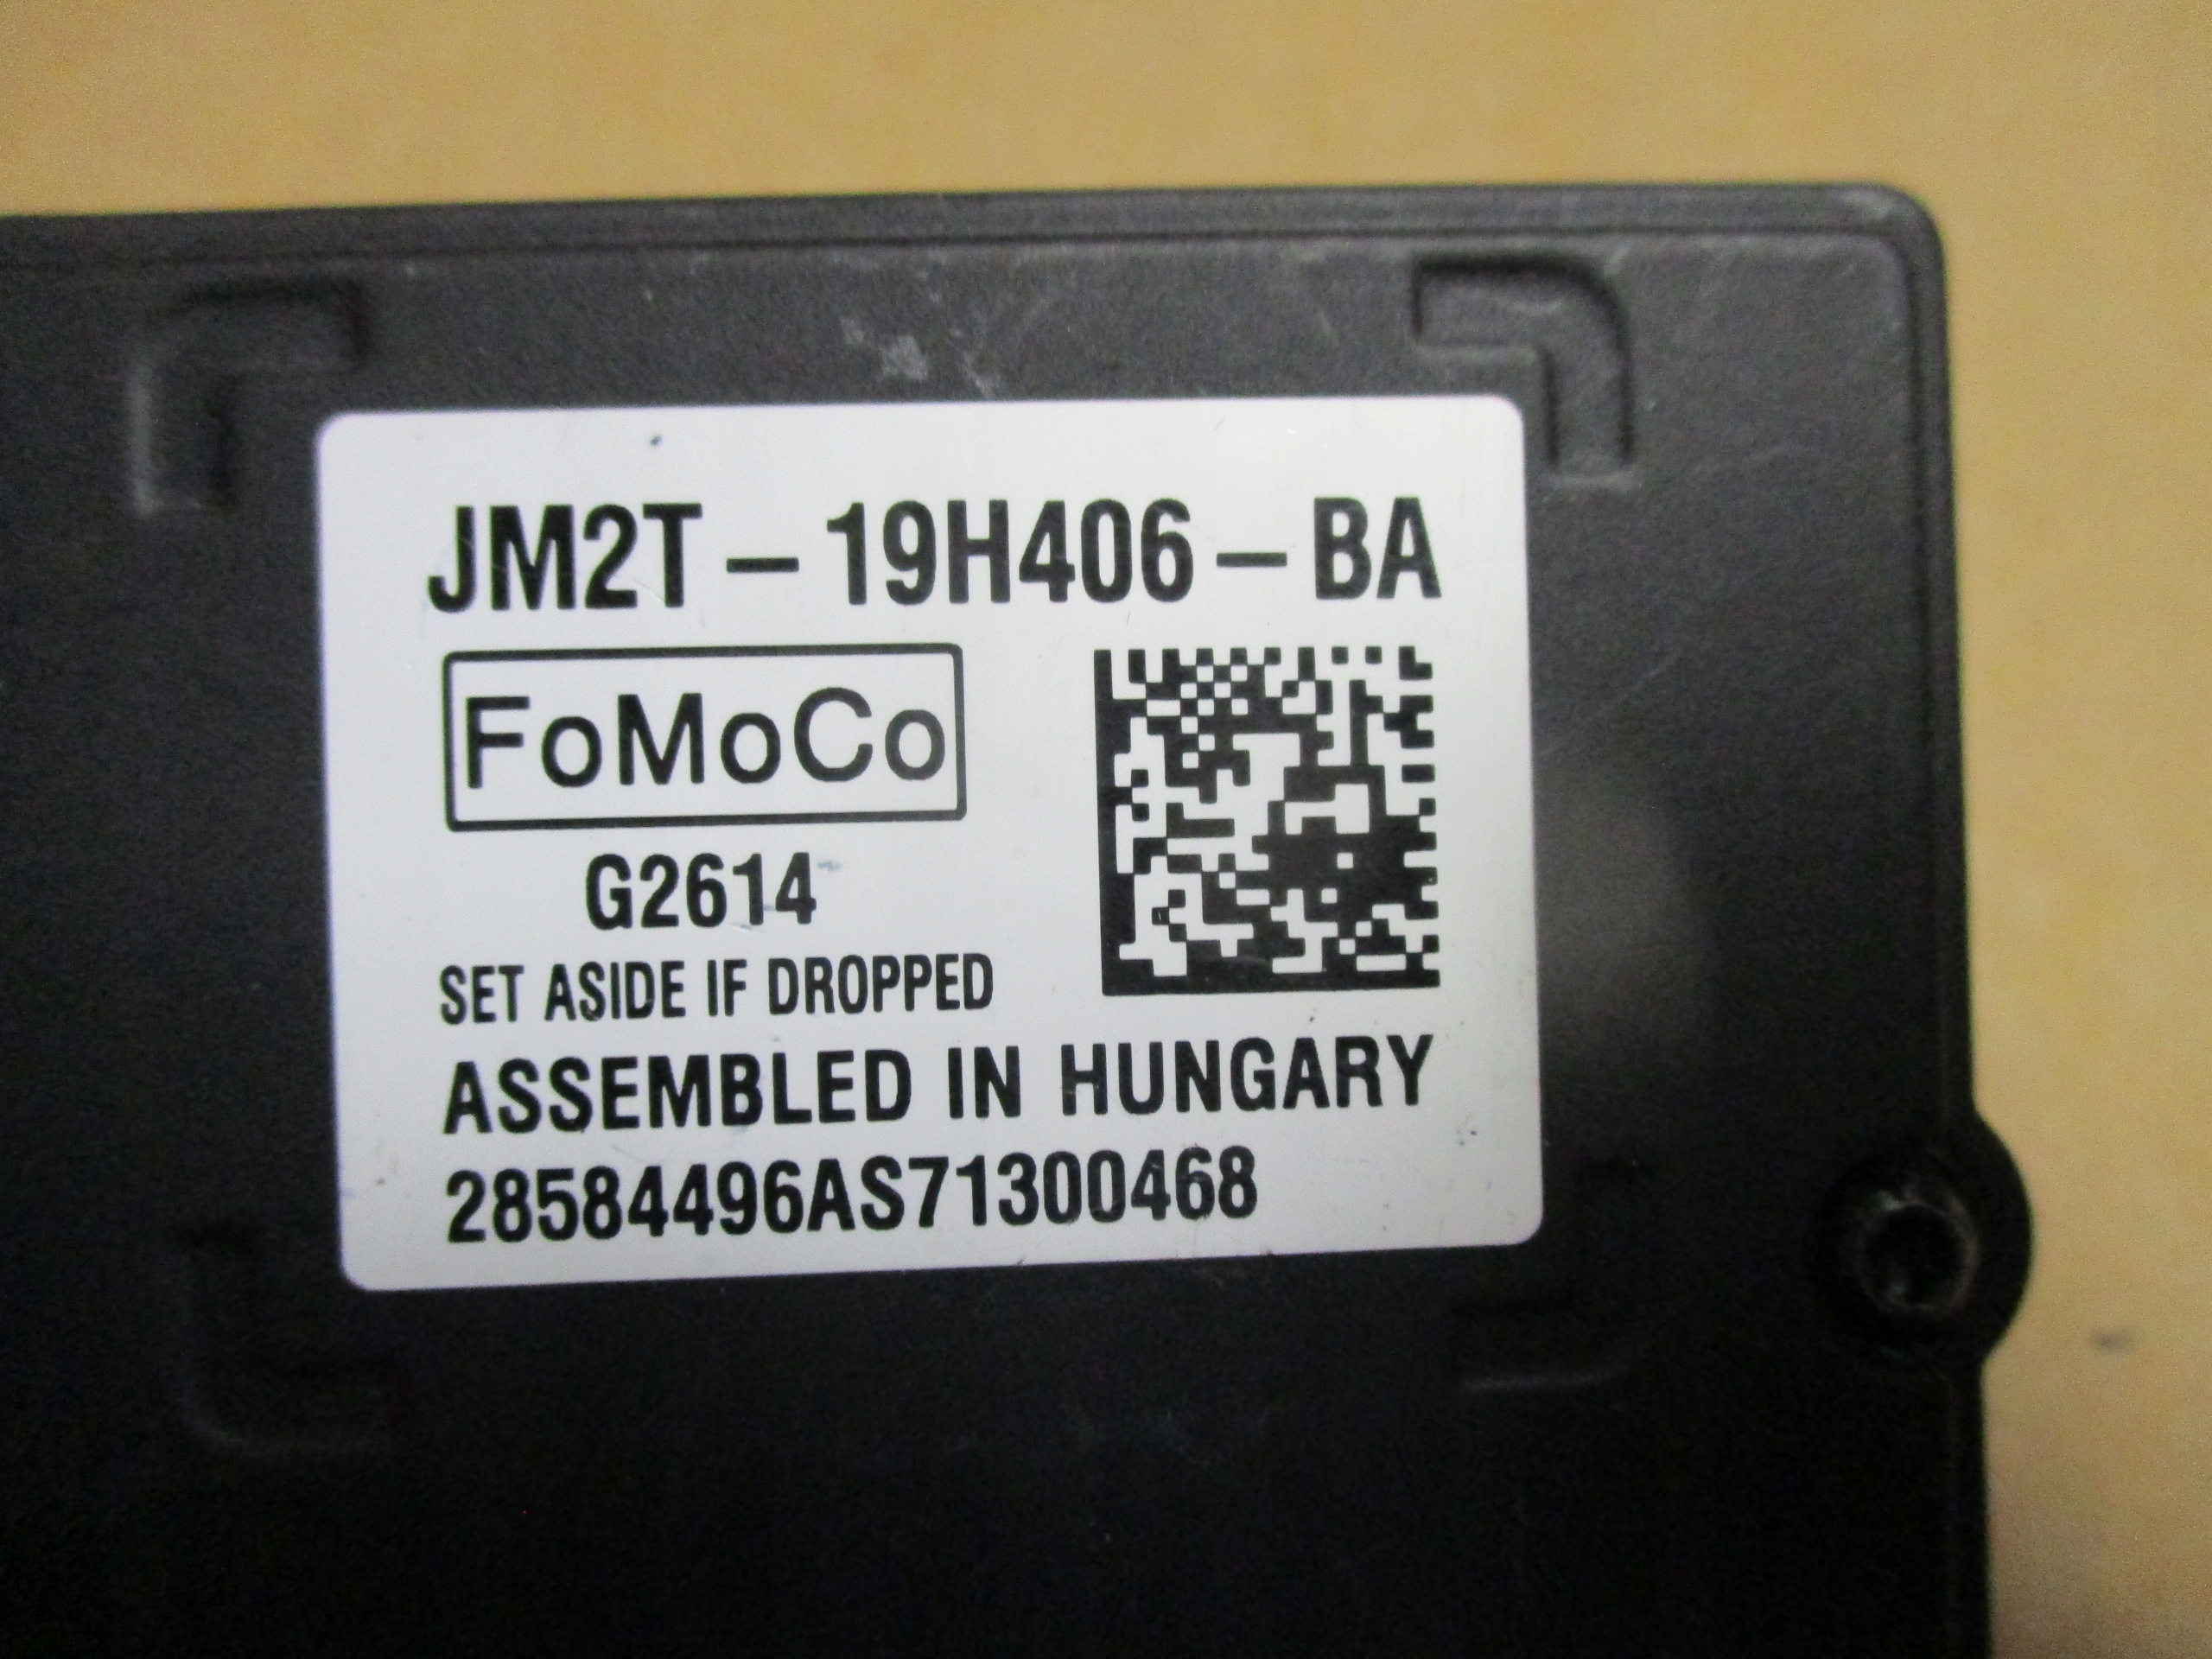 JM2T-19H406-BA
FoMoCo
G2614
SET ASIDE IF DROPPED
ASSEMBLED IN HUNGARY
28584496AS71300468